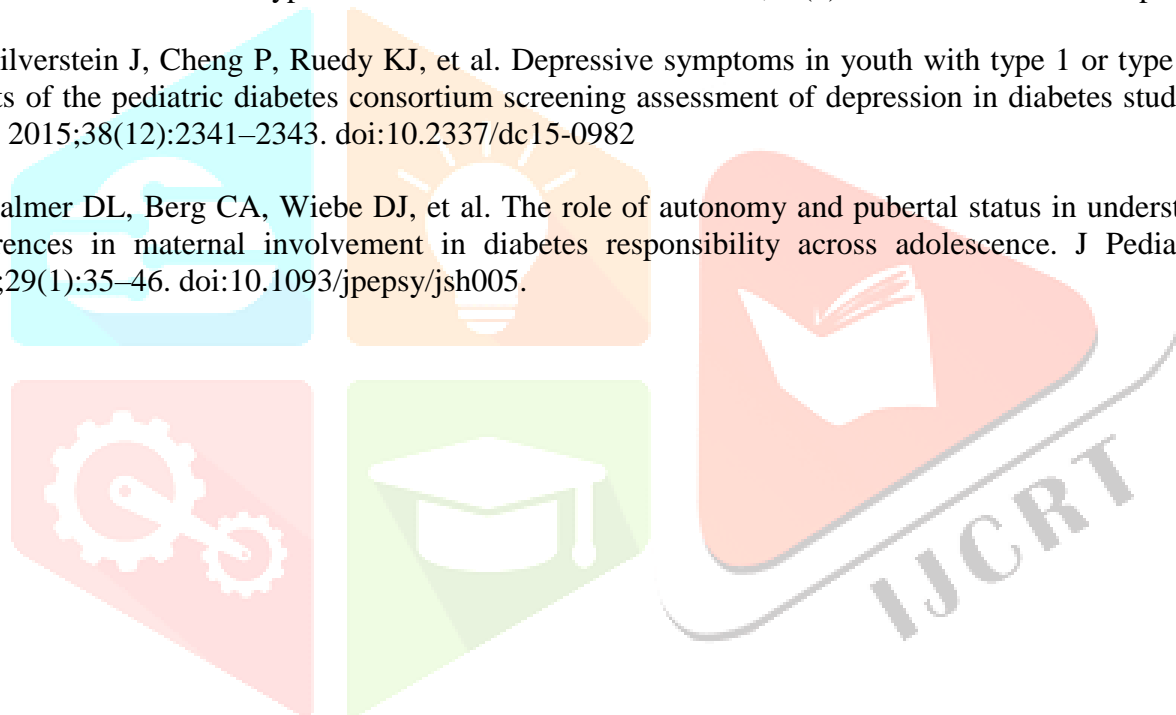 ilverstein J, Cheng P, Ruedy KJ, et al. Depressive symptoms in youth with type 1 or type
ts of the pediatric diabetes consortium screening assessment of depression in diabetes stud
2015;38(12):2341–2343. doi:10.2337/dc15-0982
almer DL, Berg CA, Wiebe DJ, et al. The role of autonomy and pubertal status in underst
rences in maternal involvement in diabetes responsibility across adolescence. J Pedia
;29(1):35–46. doi:10.1093/jpepsy/jsh005.
IJCRT